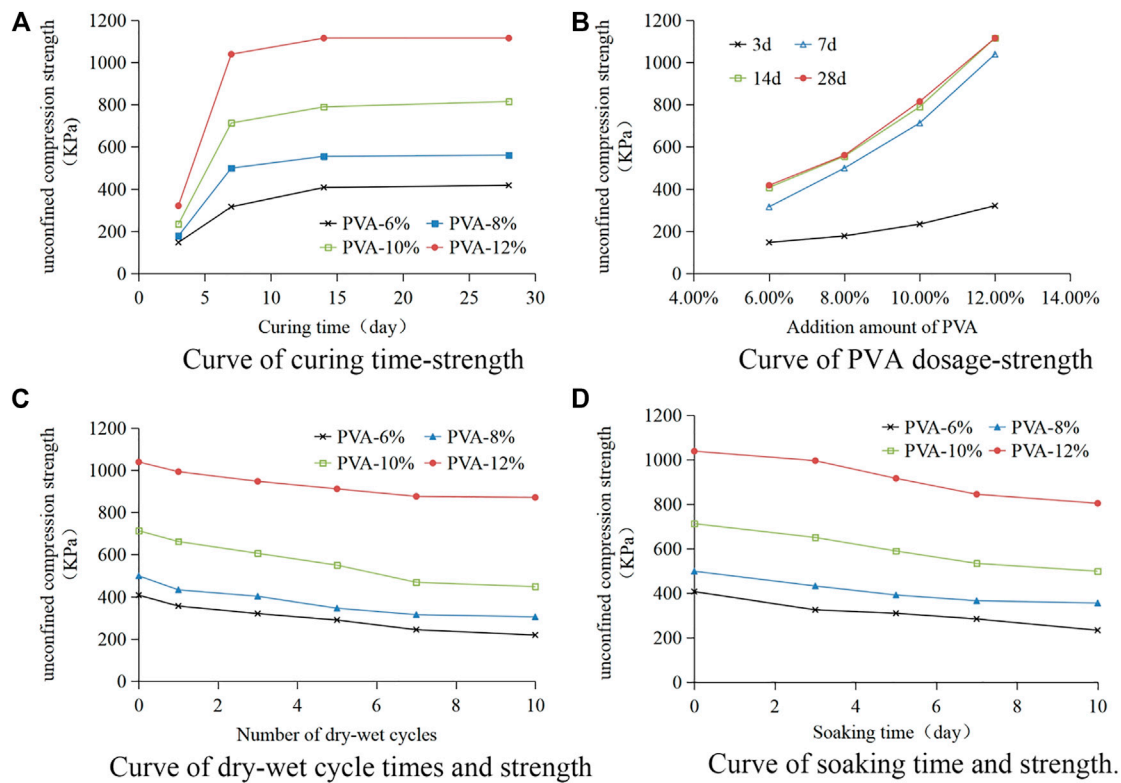 A
unconfined compression strength
（KPa）
1200
1000
800
600
400
200
0
PVA-6% PVA-8%
PVA-10% PVA-12%
0 5 10 15 20 25 30
Curing time（day）
Curve of curing time-strength
B
unconfined compression strength
（KPa）
1200
1000
800
600
400
200
0
3d 7d
14d 28d
4.00% 6.00% 8.00% 10.00% 12.00% 14.00%
Addition amount of PVA
Curve of PVA dosage-strength
C
unconfined compression strength
（KPa）
1200
1000
800
600
400
200
0
PVA-6% PVA-8%
PVA-10% PVA-12%
0 2 4 6 8 10
Number of dry-wet cycles
Curve of dry-wet cycle times and strength
D
unconfined compression strength
（KPa）
1200
1000
800
600
400
200
0
PVA-6% PVA-8%
PVA-10% PVA-12%
0 2 4 6 8 10
Soaking time（day）
Curve of soaking time and strength.